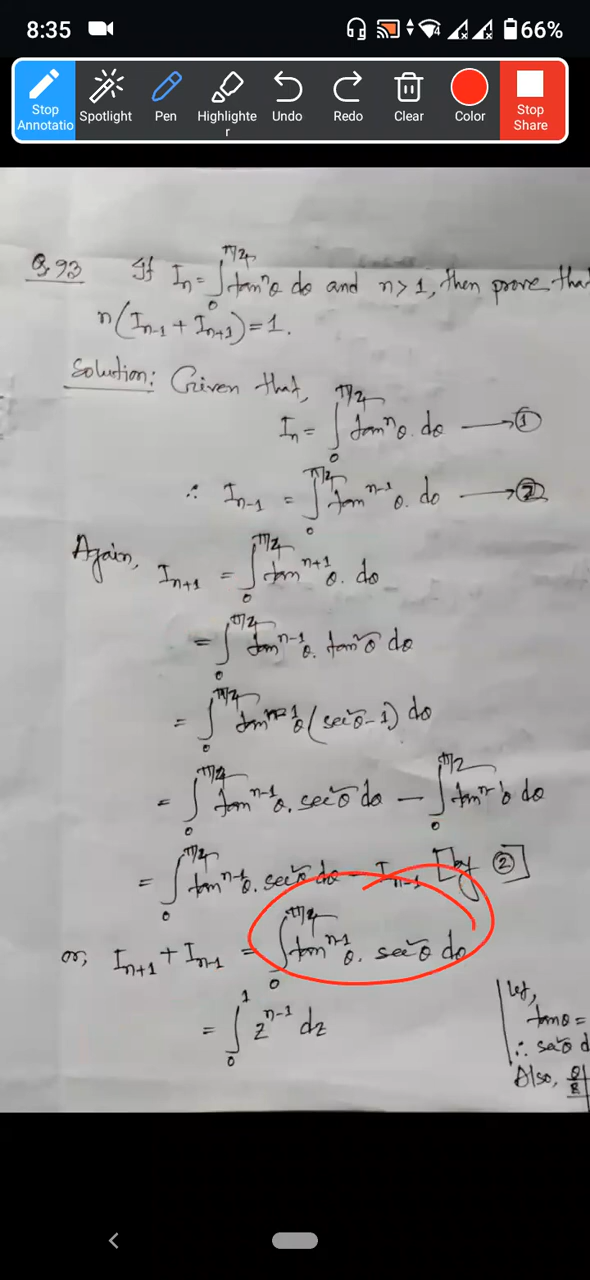 8:35
66%
Stop Annotatio
Spotlight
Pen
Highlighte
r
Undo
Redo
Clear
Color
Stop Share
Q.93 If Iₙ = ∫₀^(π/4) tanⁿθ dθ and n>1, then prove tha
n(Iₙ₋₁ + Iₙ₊₁) = 1.
Solution: Given that,
Iₙ = ∫₀^(π/4) tanⁿθ. dθ ⟶ ①
∴ Iₙ₋₁ = ∫₀^(π/4) tanⁿ⁻¹θ. dθ ⟶ ②
Again, Iₙ₊₁ = ∫₀^(π/4) tanⁿ⁺¹θ. dθ
= ∫₀^(π/4) tanⁿ⁻¹θ. tan²θ dθ
= ∫₀^(π/4) tanⁿ⁻¹θ (sec²θ-1) dθ
= ∫₀^(π/4) tanⁿ⁻¹θ. sec²θ dθ − ∫₀^(π/2) tanⁿ⁻¹θ dθ
= ∫₀^(π/4) tanⁿ⁻¹θ. sec²θ dθ − Iₙ₋₁ [by ②]
or, Iₙ₊₁ + Iₙ₋₁ = ∫₀^(π/4) tanⁿ⁻¹θ. sec²θ dθ
= ∫₀¹ zⁿ⁻¹ dz
let,
tanθ =
∴ sec²θ d
Also,